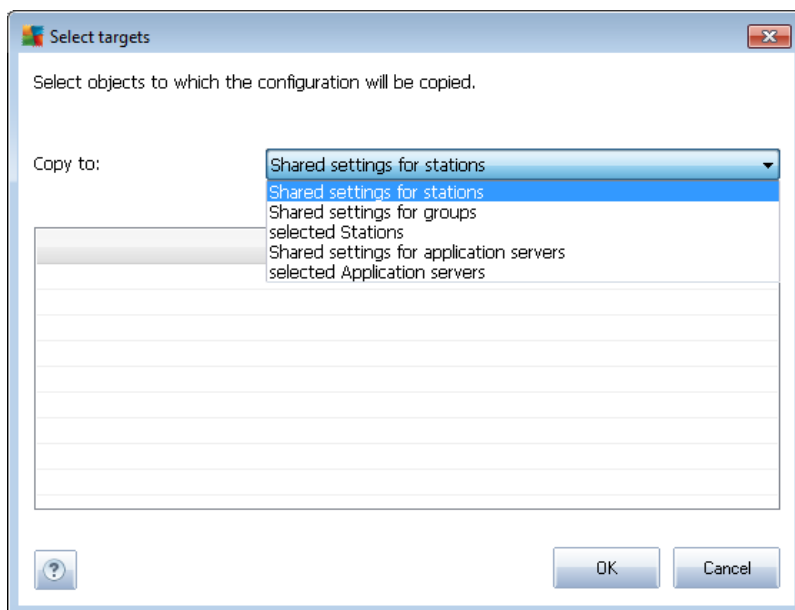 Select targets
Select objects to which the configuration will be copied.
Copy to:
Shared settings for stations
Shared settings for stations
Shared settings for groups
selected Stations
Shared settings for application servers
selected Application servers
?
OK
Cancel